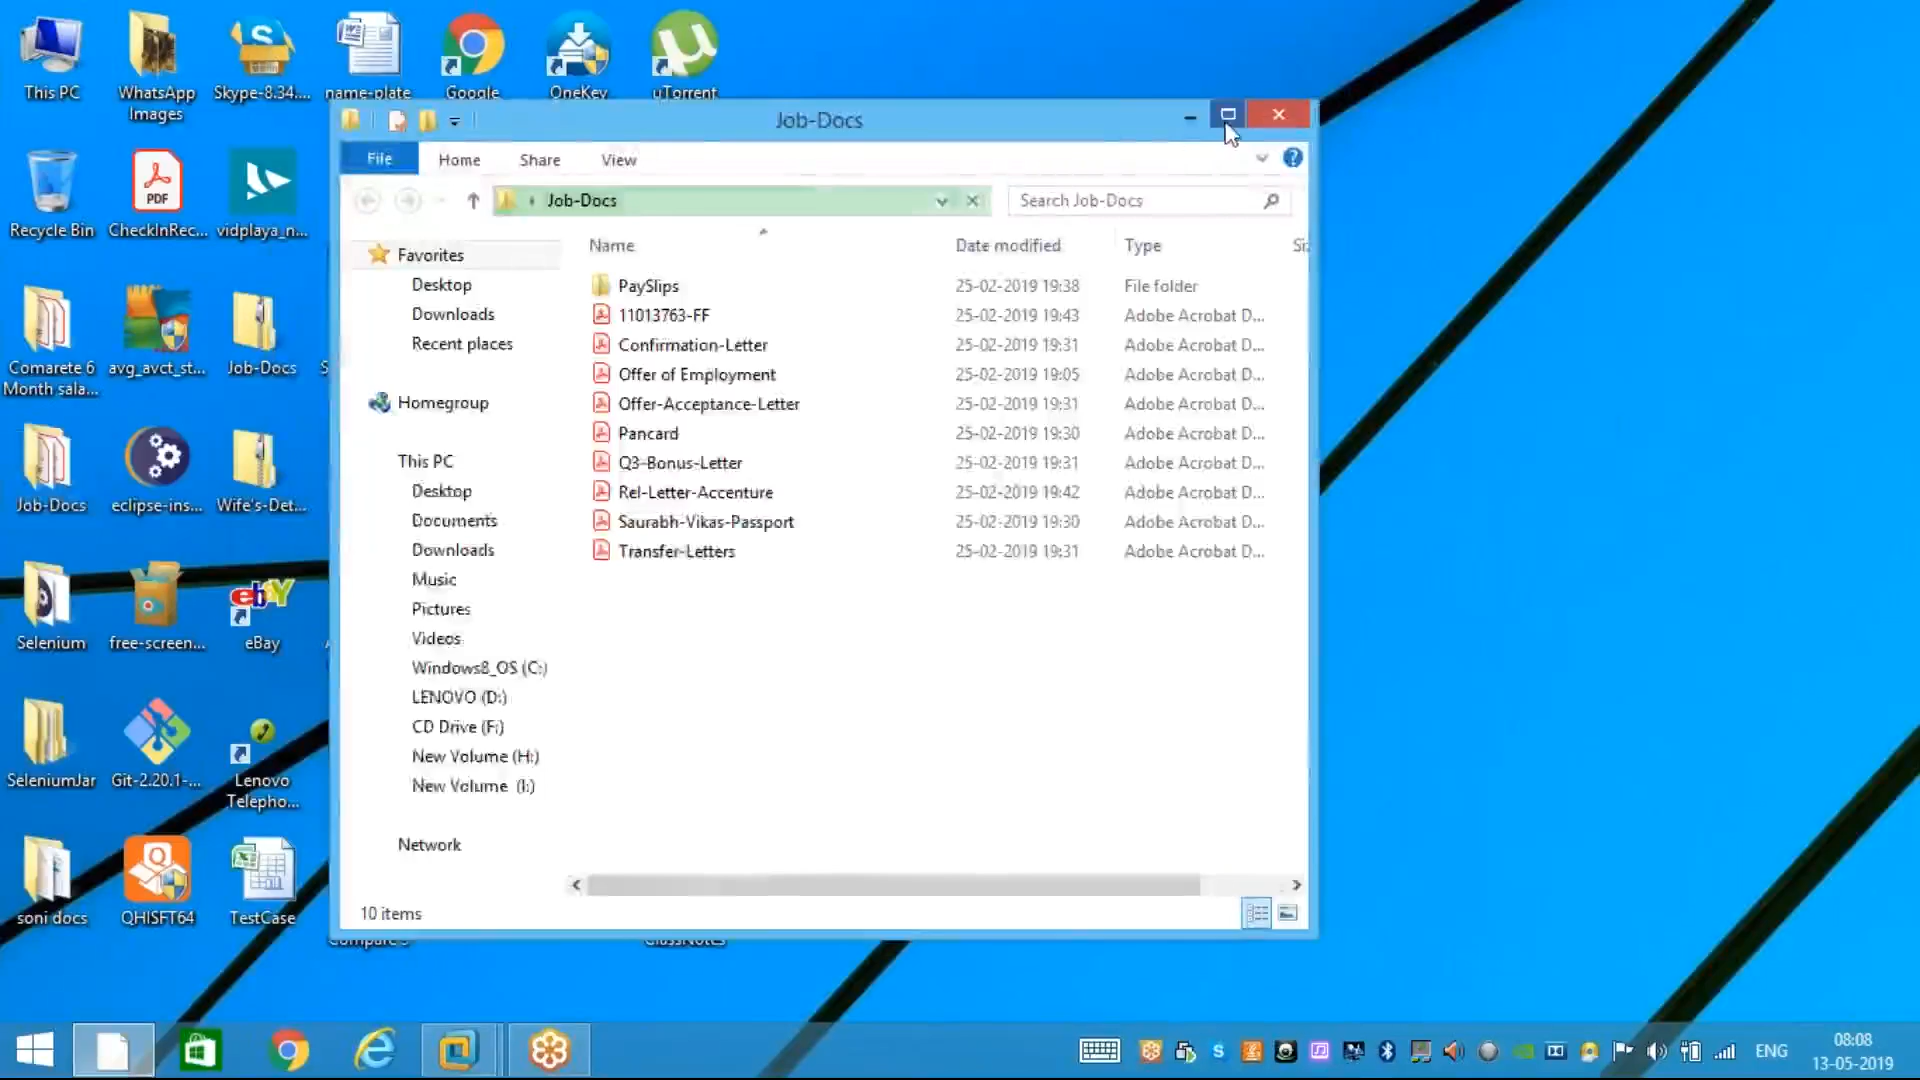 This PC
WhatsApp
Images
Skype-8.34....
name-plate
Google
OneKey
uTorrent
Recycle Bin
PDF
CheckInRec...
vidplaya_n...
Comarete 6
Month sala...
avg_avct_st...
Job-Docs
Job-Docs
eclipse-ins...
Wife's-Det...
Selenium
free-screen...
ebY
eBay
SeleniumJar
Git-2.20.1-...
Lenovo
Telepho...
soni docs
QHISFT64
TestCase
ClassNotes
Job-Docs
File
Home
Share
View
Job-Docs
Search Job-Docs
Favorites
Desktop
Downloads
Recent places
Homegroup
This PC
Desktop
Documents
Downloads
Music
Pictures
Videos
Windows8_OS (C:)
LENOVO (D:)
CD Drive (F:)
New Volume (H:)
New Volume (I:)
Network
Name Date modified Type
PaySlips 25-02-2019 19:38 File folder
11013763-FF 25-02-2019 19:43 Adobe Acrobat D...
Confirmation-Letter 25-02-2019 19:31 Adobe Acrobat D...
Offer of Employment 25-02-2019 19:05 Adobe Acrobat D...
Offer-Acceptance-Letter 25-02-2019 19:31 Adobe Acrobat D...
Pancard 25-02-2019 19:30 Adobe Acrobat D...
Q3-Bonus-Letter 25-02-2019 19:31 Adobe Acrobat D...
Rel-Letter-Accenture 25-02-2019 19:42 Adobe Acrobat D...
Saurabh-Vikas-Passport 25-02-2019 19:30 Adobe Acrobat D...
Transfer-Letters 25-02-2019 19:31 Adobe Acrobat D...
10 items
ENG
08:08
13-05-2019